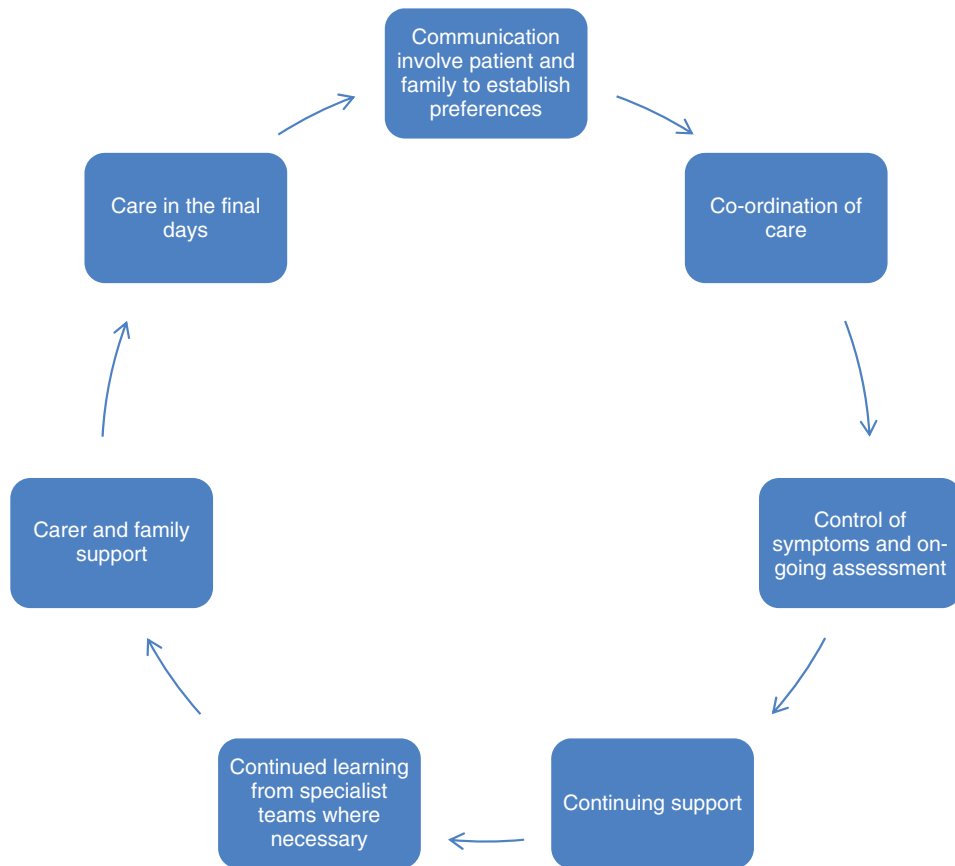 Communication
involve patient and
family to establish
preferences
Co-ordination of
care
Control of
symptoms and on-
going assessment
Continuing support
Continued learning
from specialist
teams where
necessary
Carer and family
support
Care in the final
days